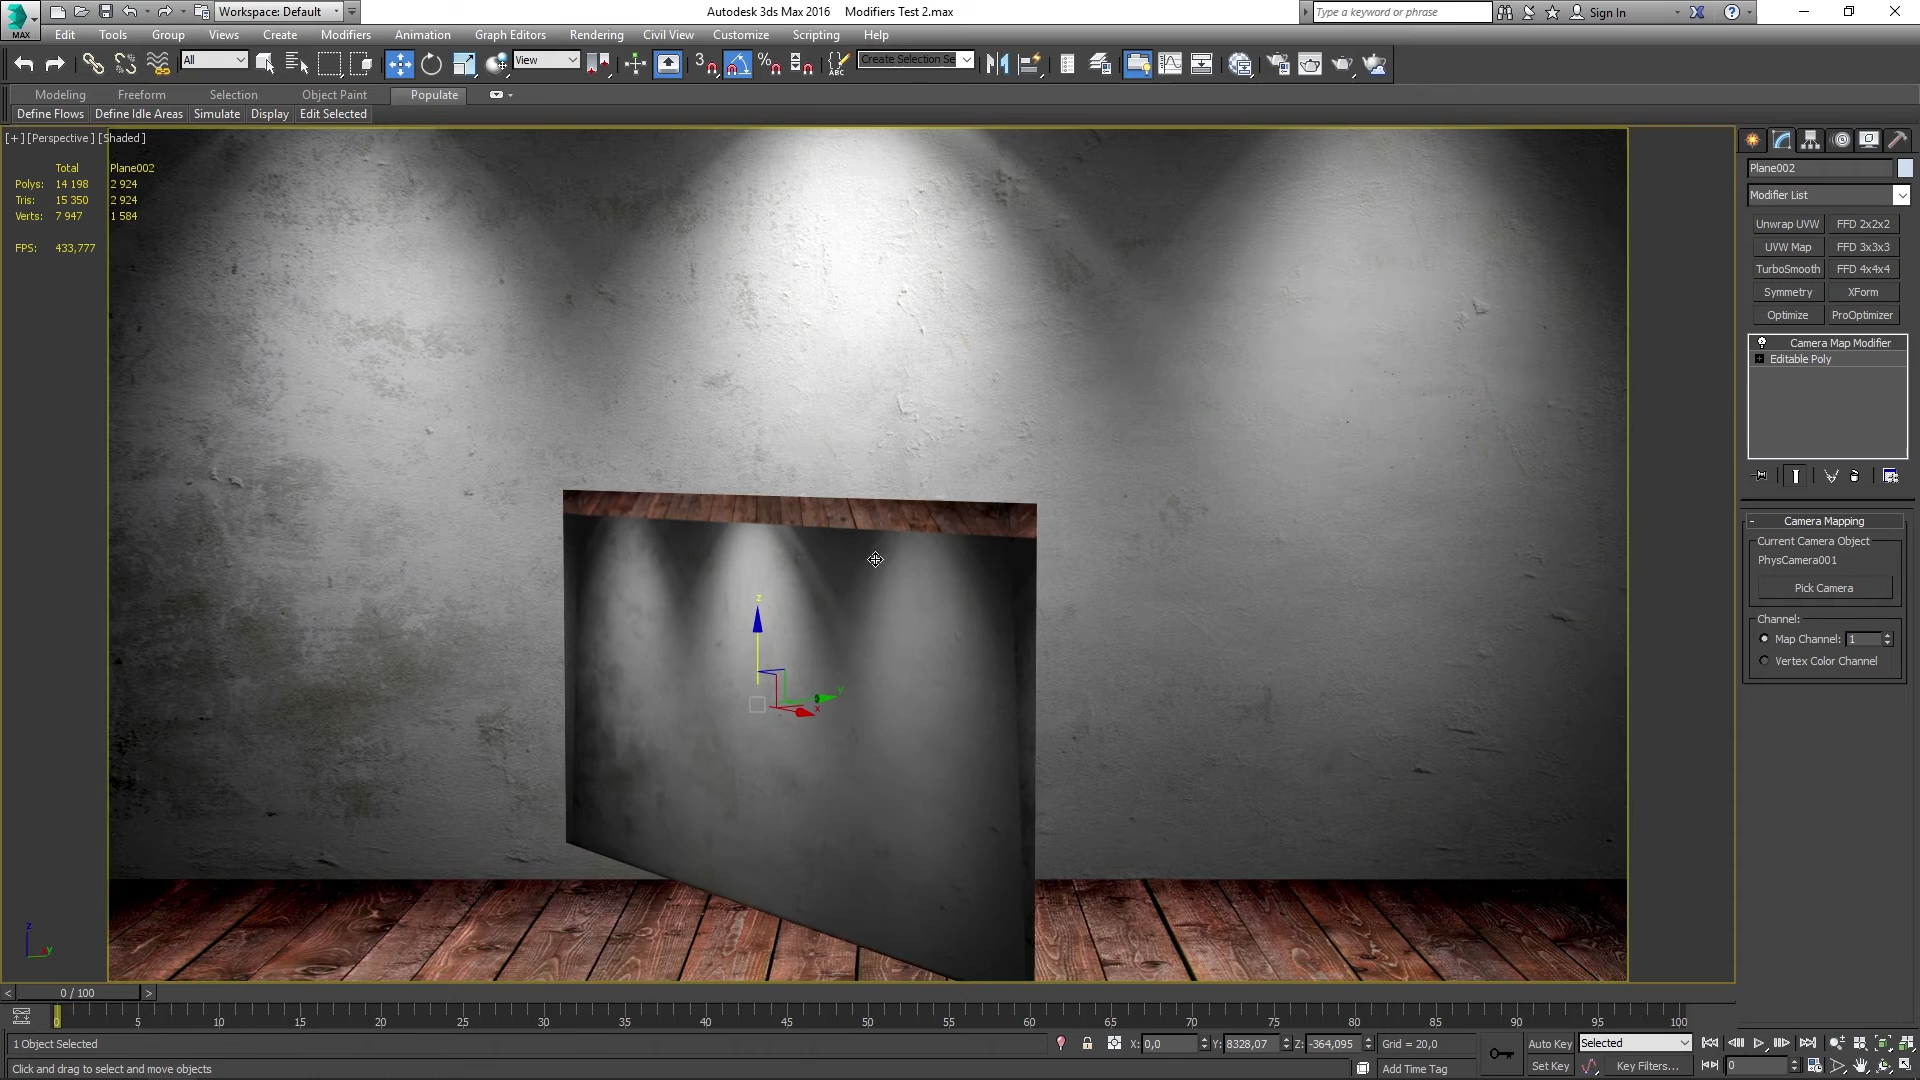 Workspace: Default
Autodesk 3ds Max 2016 Modifiers Test 2.max
Type a keyword or phrase
Sign In
MAX
Edit Tools Group Views Create Modifiers Animation Graph Editors Rendering Civil View Customize Scripting Help
All
View
3
%
ABC
Create Selection Se
Modeling Freeform Selection Object Paint Populate
Define Flows Define Idle Areas Simulate Display Edit Selected
[+] [Perspective] [Shaded]
Total Plane002
Polys: 14 198 2 924
Tris: 15 350 2 924
Verts: 7 947 1 584
FPS: 433,777
z
y
x
z
y
Plane002
Modifier List
Unwrap UVW FFD 2x2x2
UVW Map FFD 3x3x3
TurboSmooth FFD 4x4x4
Symmetry XForm
Optimize ProOptimizer
Camera Map Modifier
Editable Poly
- Camera Mapping
Current Camera Object
PhysCamera001
Pick Camera
Channel:
Map Channel: 1
Vertex Color Channel
< 0 / 100 >
0 5 10 15 20 25 30 35 40 45 50 55 60 65 70 75 80 85 90 95 100
1 Object Selected
X: 0,0 Y: 8328,07 Z: -364,095 Grid = 20,0
Auto Key Selected
Click and drag to select and move objects
Add Time Tag
Set Key Key Filters...
0